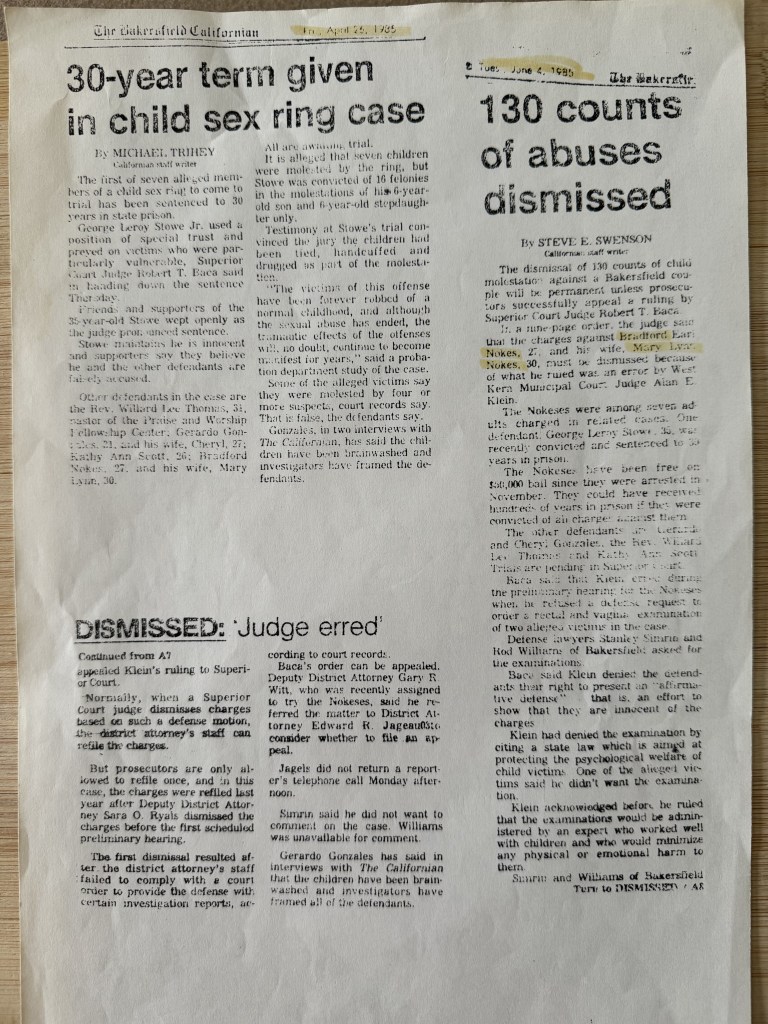 The Bakersfield Californian
Fri., April 26, 1985
30-year term given
in child sex ring case
By MICHAEL TRIHEY
Californian staff writer
The first of seven alleged mem-
bers of a child sex ring to come to
trial has been sentenced to 30
years in state prison.
George Leroy Stowe Jr. used a
position of special trust and
preyed on victims who were par-
ticularly vulnerable, Superior
Court Judge Robert T. Baca said
in handing down the sentence
Thursday.
Friends and supporters of the
35-year-old Stowe wept openly as
the judge pronounced sentence.
Stowe maintains he is innocent
and supporters say they believe
he and the other defendants are
falsely accused.
Other defendants in the case are
the Rev. Willard Lee Thomas, 51,
pastor of the Praise and Worship
Fellowship Center; Gerardo Gon-
zales, 21, and his wife, Cheryl, 27;
Kathy Ann Scott, 26; Bradford
Nokes, 27, and his wife, Mary
Lynn, 30.
All are awaiting trial.
It is alleged that seven children
were molested by the ring, but
Stowe was convicted of 16 felonies
in the molestations of his 6-year-
old son and 6-year-old stepdaugh-
ter only.
Testimony at Stowe's trial con-
vinced the jury the children had
been tied, handcuffed and
drugged as part of the molesta-
tion.
"The victims of this offense
have been forever robbed of a
normal childhood, and although
the sexual abuse has ended, the
traumatic effects of the offenses
will, no doubt, continue to become
manifest for years," said a proba-
tion department study of the case.
Some of the alleged victims say
they were molested by four or
more suspects, court records say.
That is false, the defendants say.
Gonzales, in two interviews with
The Californian, has said the chil-
dren have been brainwashed and
investigators have framed the de-
fendants.
Tues., June 4, 1985
The Bakersfie
130 counts
of abuses
dismissed
By STEVE E. SWENSON
Californian staff writer
The dismissal of 130 counts of child
molestation against a Bakersfield cou-
ple will be permanent unless prosecu-
tors successfully appeal a ruling by
Superior Court Judge Robert T. Baca.
In a nine-page order, the judge said
that the charges against Bradford Earl
Nokes, 27, and his wife, Mary Lynn
Nokes, 30, must be dismissed because
of what he ruled was an error by West
Kern Municipal Court Judge Alan E.
Klein.
The Nokeses were among seven ad-
ults charged in related cases. One
defendant, George Leroy Stowe, was
recently convicted and sentenced to
years in prison.
The Nokeses have been free on
$50,000 bail since they were arrested in
November. They could have received
hundreds of years in prison if they were
convicted of all charges against them.
The other defendants are Gerardo
and Cheryl Gonzales, the Rev. Willard
Lee Thomas and Kathy Ann Scott.
Trials are pending in Superior Court.
Baca said that Klein erred during
the preliminary hearing for the Nokeses
when he refused a defense request to
order a rectal and vaginal examination
of two alleged victims in the case.
Defense lawyers Stanley Simrin and
Rod Williams of Bakersfield asked for
the examinations.
Baca said Klein denied the defend-
ants their right to present an "affirma-
tive defense" that is, an effort to
show that they are innocent of the
charges.
Klein had denied the examination by
citing a state law which is aimed at
protecting the psychological welfare of
child victims. One of the alleged vic-
tims said he didn't want the examina-
tion.
Klein acknowledged before he ruled
that the examinations would be admin-
istered by an expert who worked well
with children and who would minimize
any physical or emotional harm to
them.
Simrin and Williams of Bakersfield
Turn to DISMISSED / A8
DISMISSED: 'Judge erred'
Continued from A7
appealed Klein's ruling to Superi-
or Court.
Normally, when a Superior
Court judge dismisses charges
based on such a defense motion,
the district attorney's staff can
refile the charges.
But prosecutors are only al-
lowed to refile once, and in this
case, the charges were refiled last
year after Deputy District Attor-
ney Sara O. Ryals dismissed the
charges before the first scheduled
preliminary hearing.
The first dismissal resulted af-
ter the district attorney's staff
failed to comply with a court
order to provide the defense with
certain investigation reports, ac-
cording to court records.
Baca's order can be appealed.
Deputy District Attorney Gary R.
Witt, who was recently assigned
to try the Nokeses, said he re-
ferred the matter to District At-
torney Edward R. Jagels to
consider whether to file an ap-
peal.
Jagels did not return a report-
er's telephone call Monday after-
noon.
Simrin said he did not want to
comment on the case. Williams
was unavailable for comment.
Gerardo Gonzales has said in
interviews with The Californian
that the children have been brain-
washed and investigators have
framed all of the defendants.